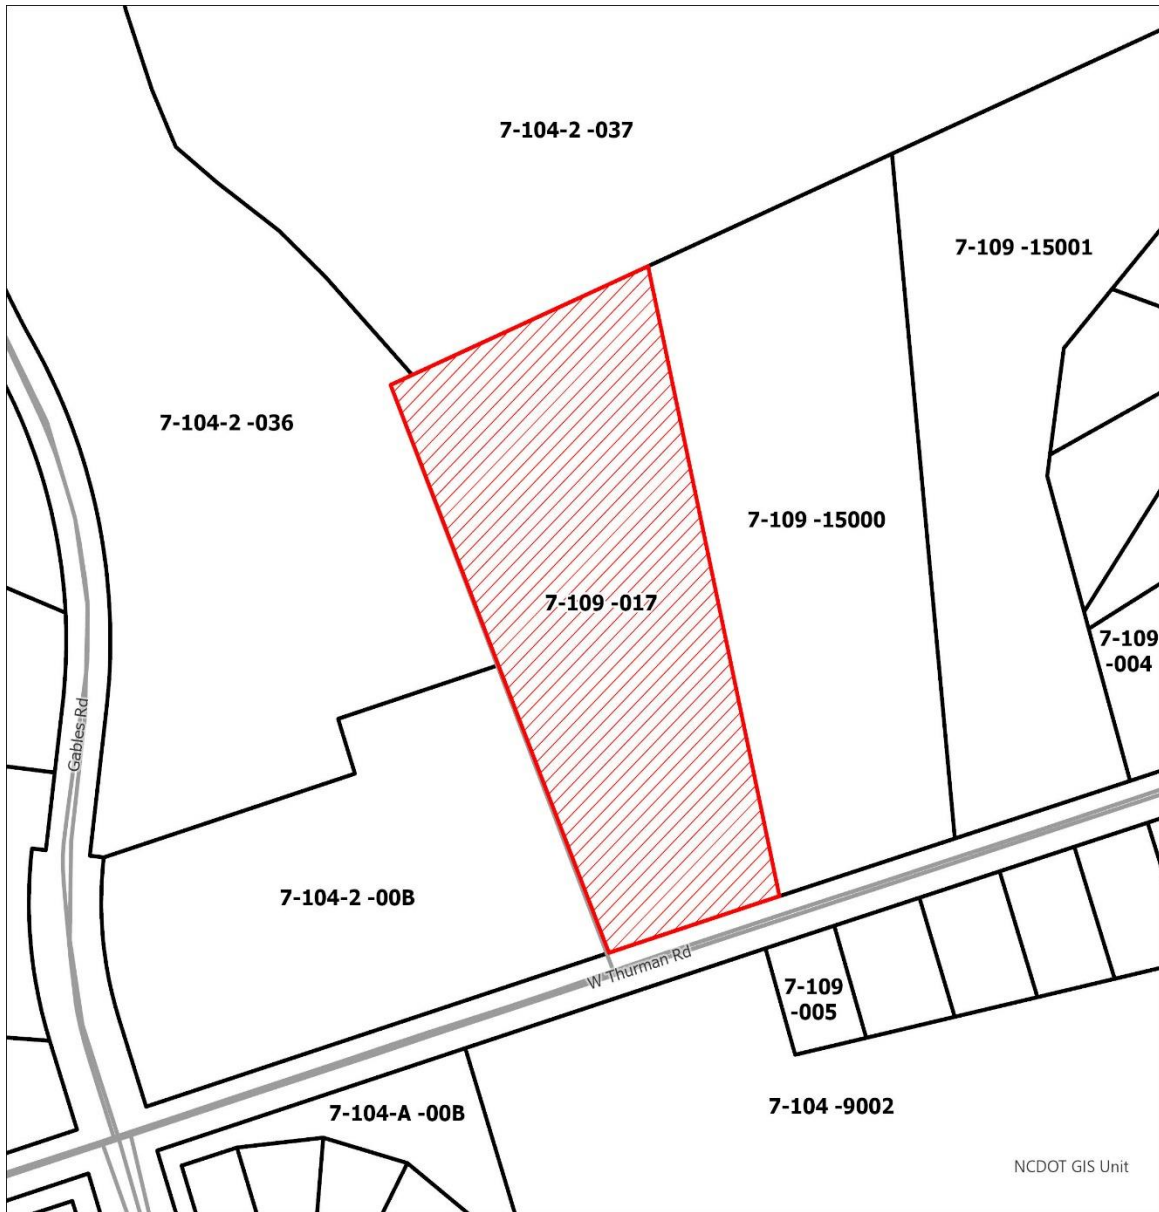 7-104-2 -037
7-109 -15001
7-104-2 -036
7-109 -15000
7-109 -017
7-109
-004
Gables Rd
7-104-2 -00B
W Thurman Rd
7-109
-005
7-104-A -00B
7-104 -9002
NCDOT GIS Unit